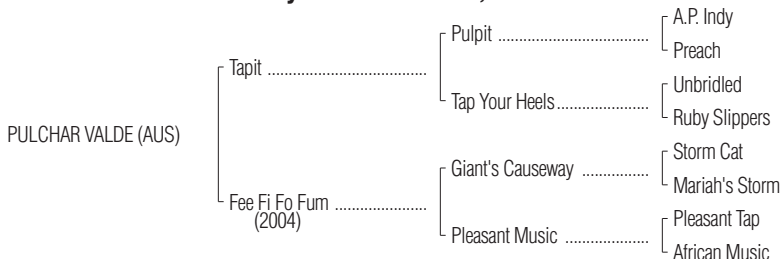 A.P. Indy
Pulpit ......................................
Preach
Tapit ........................................
Unbridled
Tap Your Heels.......................
Ruby Slippers
PULCHAR VALDE (AUS)
Storm Cat
Giant's Causeway .................
Mariah's Storm
Fee Fi Fo Fum .......................
(2004)
Pleasant Tap
Pleasant Music .....................
African Music